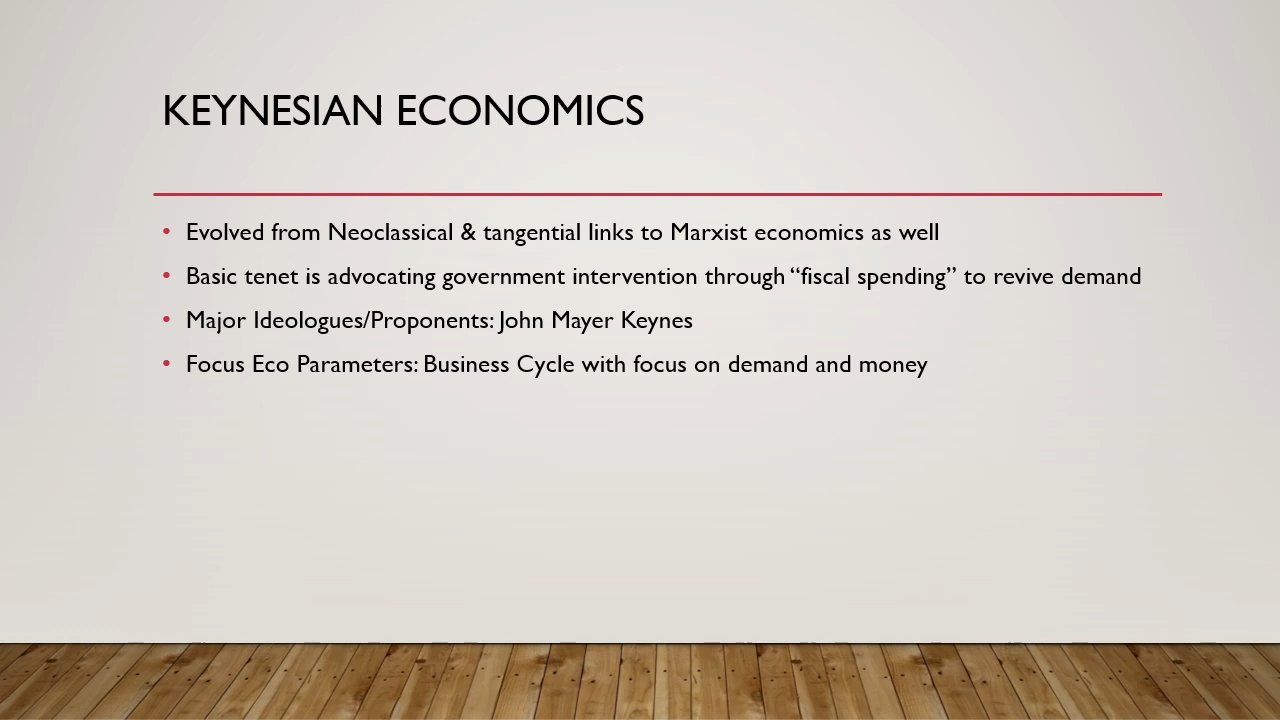 KEYNESIAN ECONOMICS
• Evolved from Neoclassical & tangential links to Marxist economics as well
• Basic tenet is advocating government intervention through “fiscal spending” to revive demand
• Major Ideologues/Proponents: John Mayer Keynes
• Focus Eco Parameters: Business Cycle with focus on demand and money